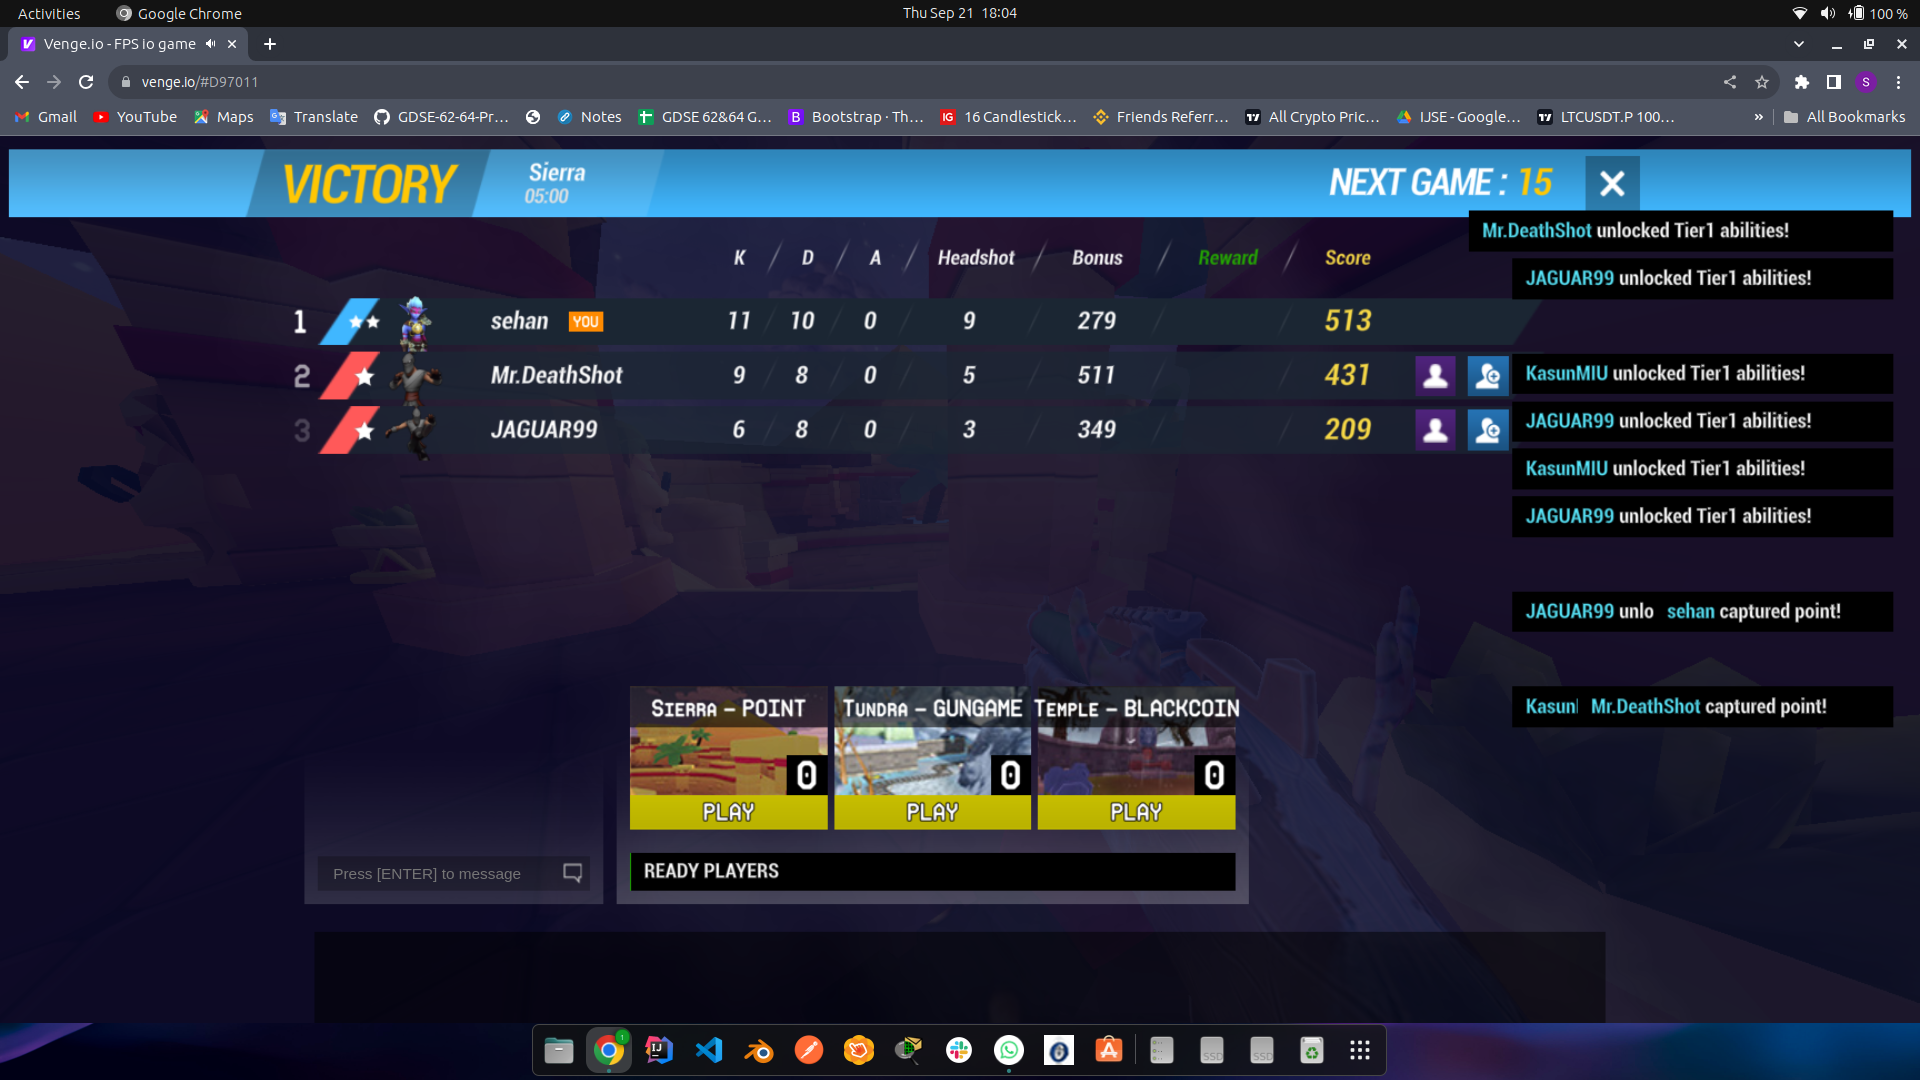 Activities Google Chrome Thu Sep 21 18:04 100 %
Venge.io - FPS io game
venge.io/#D97011 S
Gmail YouTube Maps Translate GDSE-62-64-Pr... Notes GDSE 62&64 G... Bootstrap · Th... 16 Candlestick... Friends Referr... All Crypto Pric... IJSE - Google... LTCUSDT.P 100... » All Bookmarks
VICTORY Sierra NEXT GAME : 15
05:00
Mr.DeathShot unlocked Tier1 abilities!
K D A Headshot Bonus Reward Score
JAGUAR99 unlocked Tier1 abilities!
1 sehan YOU 11 10 0 9 279 513
2 Mr.DeathShot 9 8 0 5 511 431
KasunMIU unlocked Tier1 abilities!
3 JAGUAR99 6 8 0 3 349 209
JAGUAR99 unlocked Tier1 abilities!
KasunMIU unlocked Tier1 abilities!
JAGUAR99 unlocked Tier1 abilities!
JAGUAR99 unlo sehan captured point!
Kasun Mr.DeathShot captured point!
SIERRA - POINT TUNDRA - GUNGAME TEMPLE - BLACKCOIN
0 0 0
PLAY PLAY PLAY
Press [ENTER] to message
READY PLAYERS
1
IJ
SSD SSD